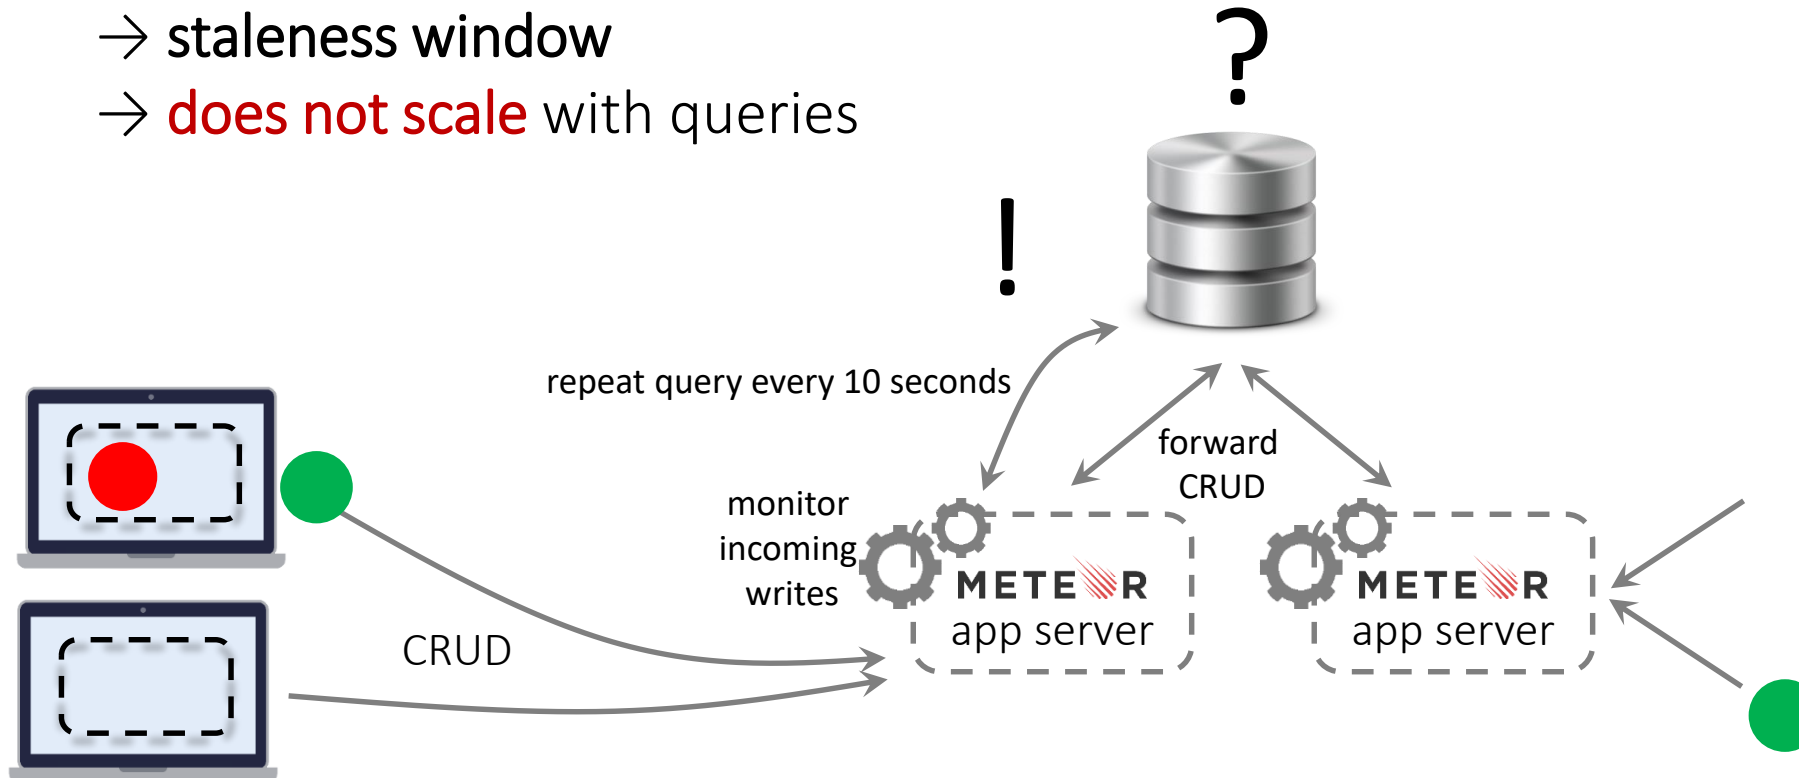 → staleness window
→ does not scale with queries
?
!
repeat query every 10 seconds
forward
CRUD
monitor
incoming
writes
METEOR
app server
METEOR
app server
CRUD